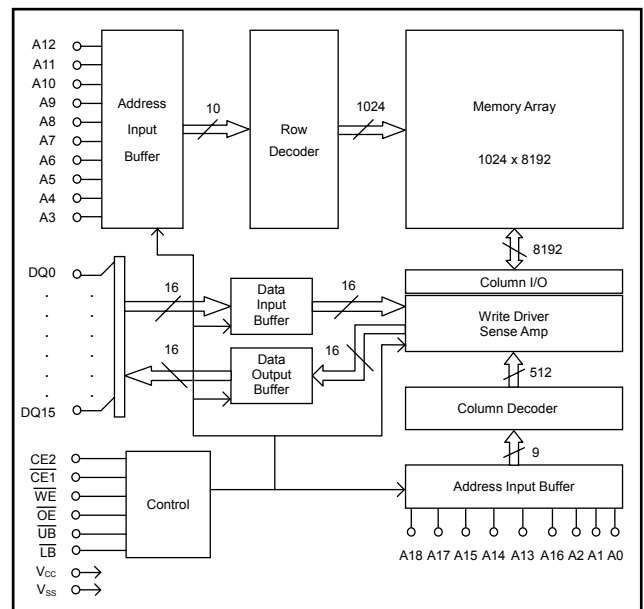 A12
A11
A10
A9
A8
A7
A6
A5
A4
A3
Address
Input
Buffer
10
Row
Decoder
1024
Memory Array
1024 x 8192
8192
DQ0
DQ15
16
Data
Input
Buffer
16
Column I/O
Write Driver
Sense Amp
16
Data
Output
Buffer
16
512
Column Decoder
9
Address Input Buffer
CE2
CE1
WE
OE
UB
LB
VCC
VSS
Control
A18 A17 A15 A14 A13 A16 A2 A1 A0